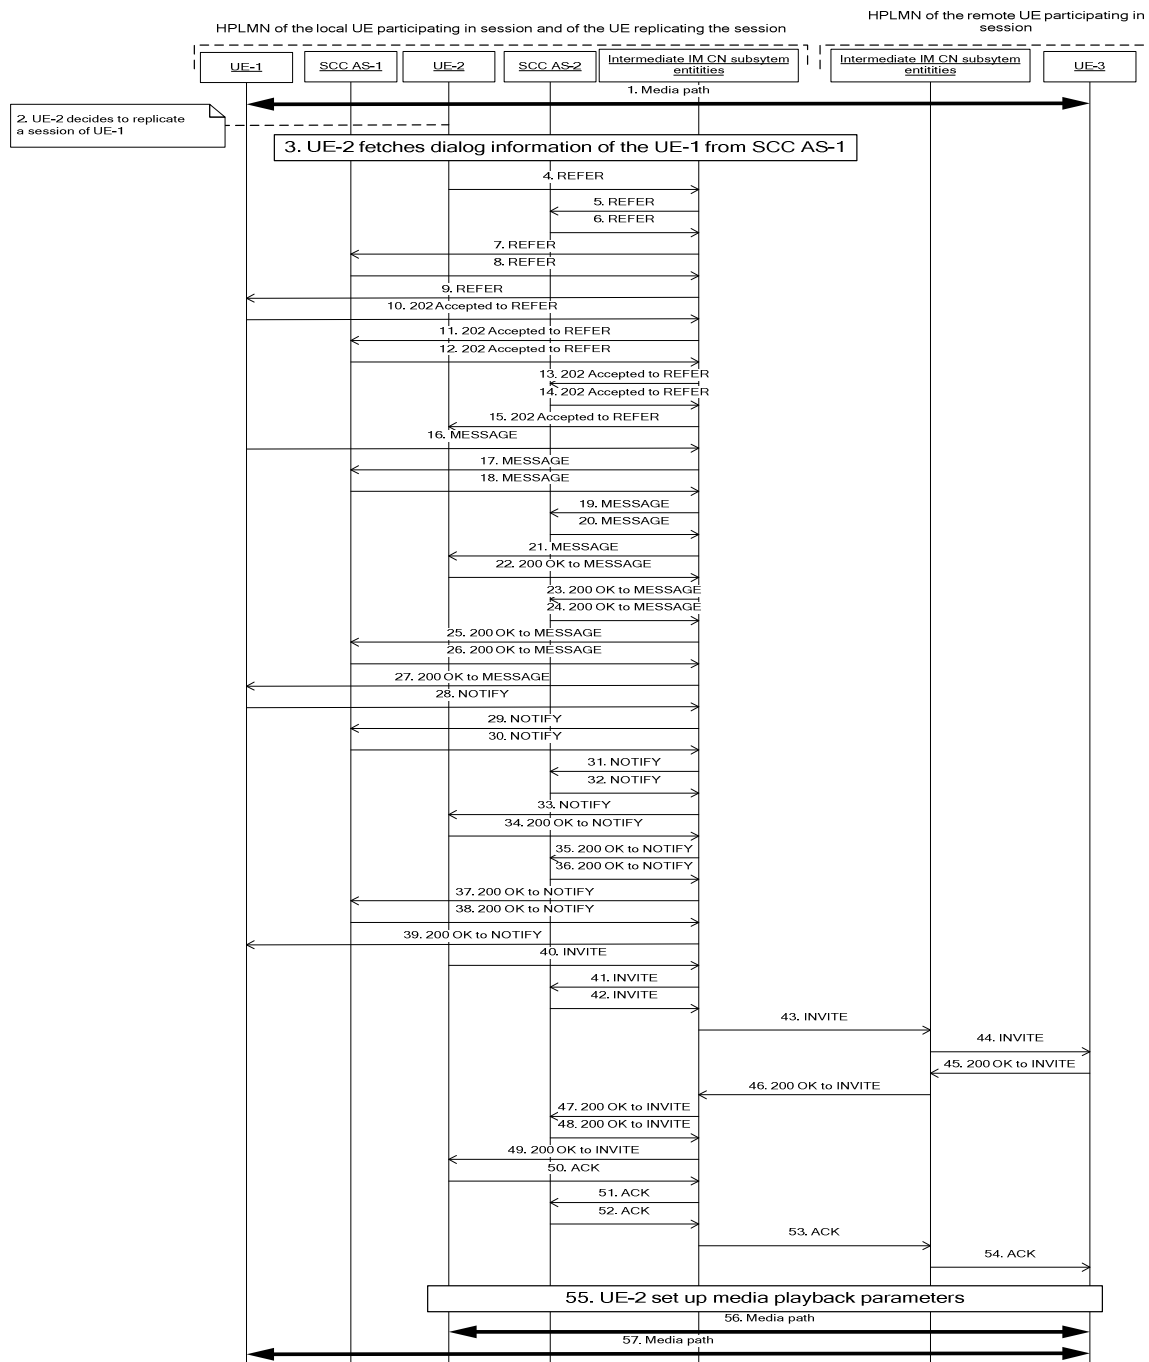 HPLMN of the local UE participating in session and of the UE replicating the session
HPLMN of the remote UE participating in
session
UE-1
SCC AS-1
UE-2
SCC AS-2
Intermediate IM CN subsytem
entitities
Intermediate IM CN subsytem
entitities
UE-3
1. Media path
2. UE-2 decides to replicate
a session of UE-1
3. UE-2 fetches dialog information of the UE-1 from SCC AS-1
4. REFER
5. REFER
6. REFER
7. REFER
8. REFER
9. REFER
10. 202 Accepted to REFER
11. 202 Accepted to REFER
12. 202 Accepted to REFER
13. 202 Accepted to REFER
14. 202 Accepted to REFER
15. 202 Accepted to REFER
16. MESSAGE
17. MESSAGE
18. MESSAGE
19. MESSAGE
20. MESSAGE
21. MESSAGE
22. 200 OK to MESSAGE
23. 200 OK to MESSAGE
24. 200 OK to MESSAGE
25. 200 OK to MESSAGE
26. 200 OK to MESSAGE
27. 200 OK to MESSAGE
28. NOTIFY
29. NOTIFY
30. NOTIFY
31. NOTIFY
32. NOTIFY
33. NOTIFY
34. 200 OK to NOTIFY
35. 200 OK to NOTIFY
36. 200 OK to NOTIFY
37. 200 OK to NOTIFY
38. 200 OK to NOTIFY
39. 200 OK to NOTIFY
40. INVITE
41. INVITE
42. INVITE
43. INVITE
44. INVITE
45. 200 OK to INVITE
46. 200 OK to INVITE
47. 200 OK to INVITE
48. 200 OK to INVITE
49. 200 OK to INVITE
50. ACK
51. ACK
52. ACK
53. ACK
54. ACK
55. UE-2 set up media playback parameters
56. Media path
57. Media path